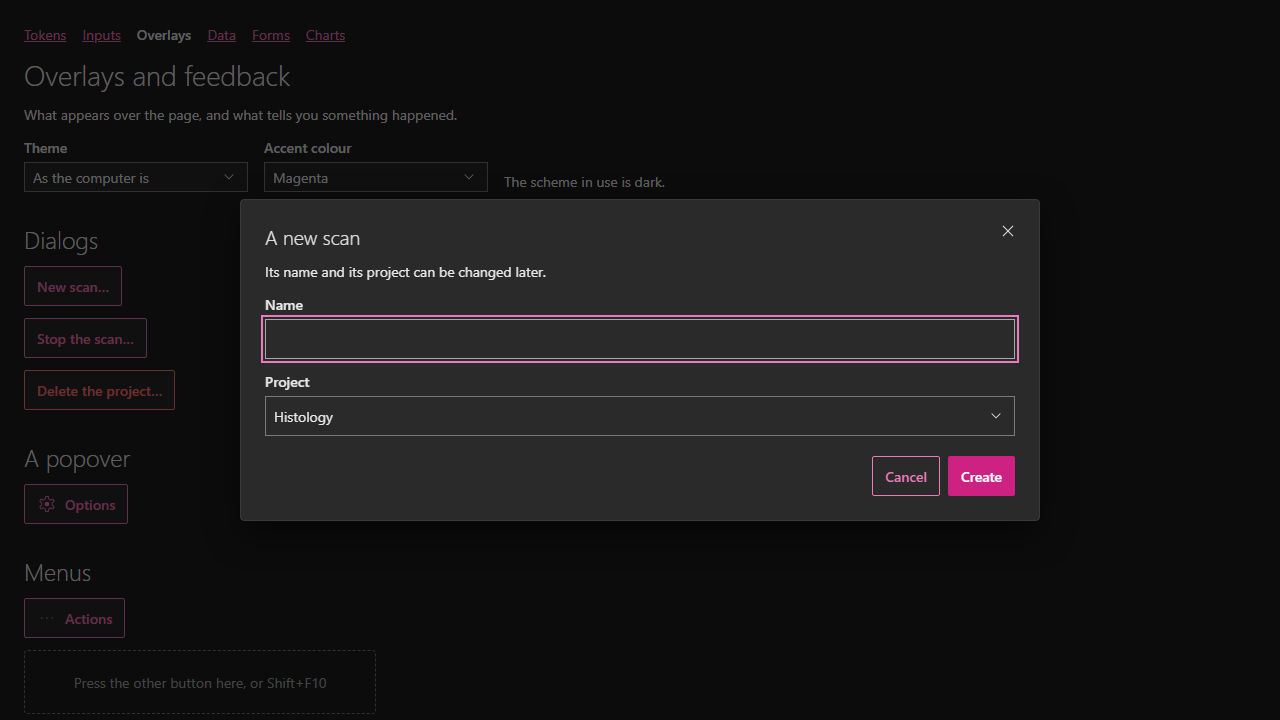 Tokens Inputs Overlays Data Forms Charts
Overlays and feedback
What appears over the page, and what tells you something happened.
Theme
Accent colour
As the computer is
Magenta
The scheme in use is dark.
Dialogs
New scan...
Stop the scan...
Delete the project...
A popover
Options
Menus
Actions
Press the other button here, or Shift+F10
A new scan
Its name and its project can be changed later.
Name
Project
Histology
Cancel
Create